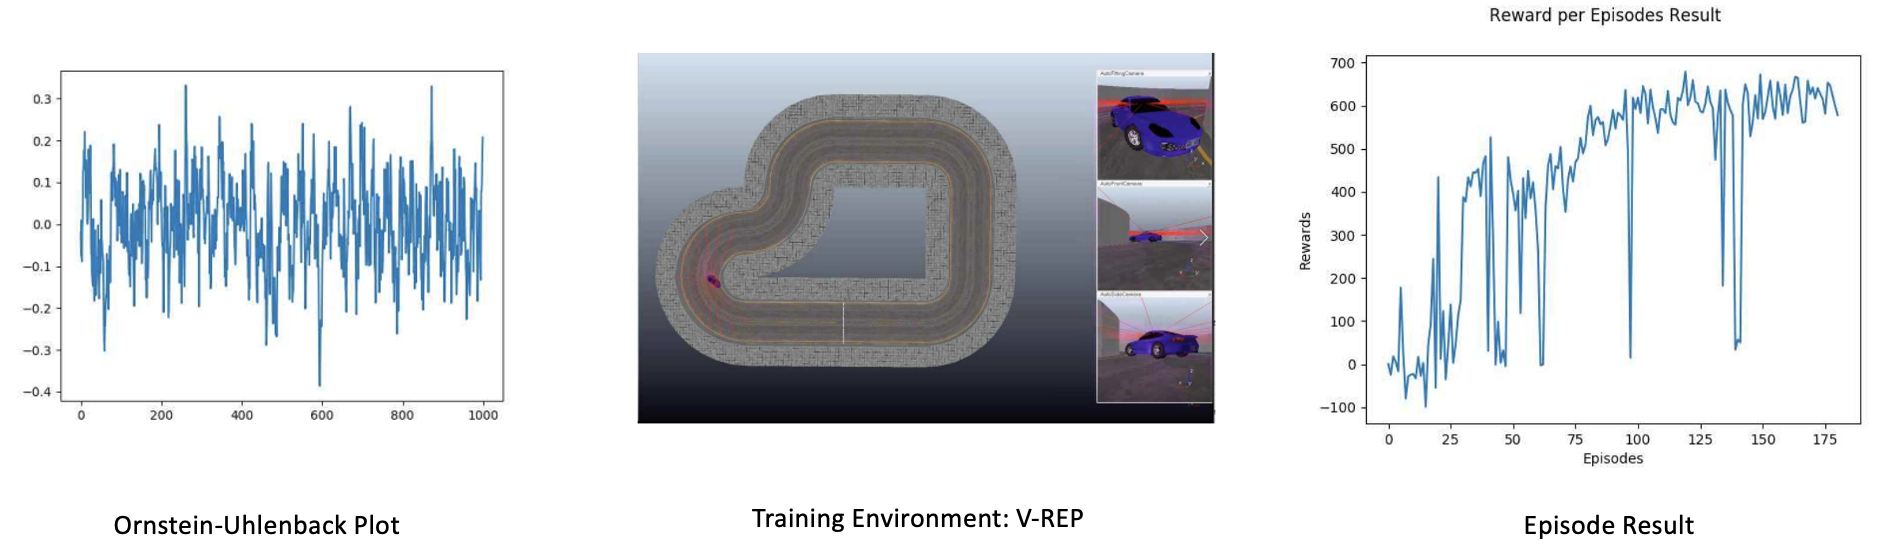 Reward per Episodes Result
0.3
0.2
0.1
0.0
−0.1
−0.2
−0.3
−0.4
0 200 400 600 800 1000
Ornstein-Uhlenback Plot
AutoFrontCamera
AutoSideCamera
Training Environment: V-REP
700
600
500
400
300
200
100
0
−100
Rewards
0 25 50 75 100 125 150 175
Episodes
Episode Result